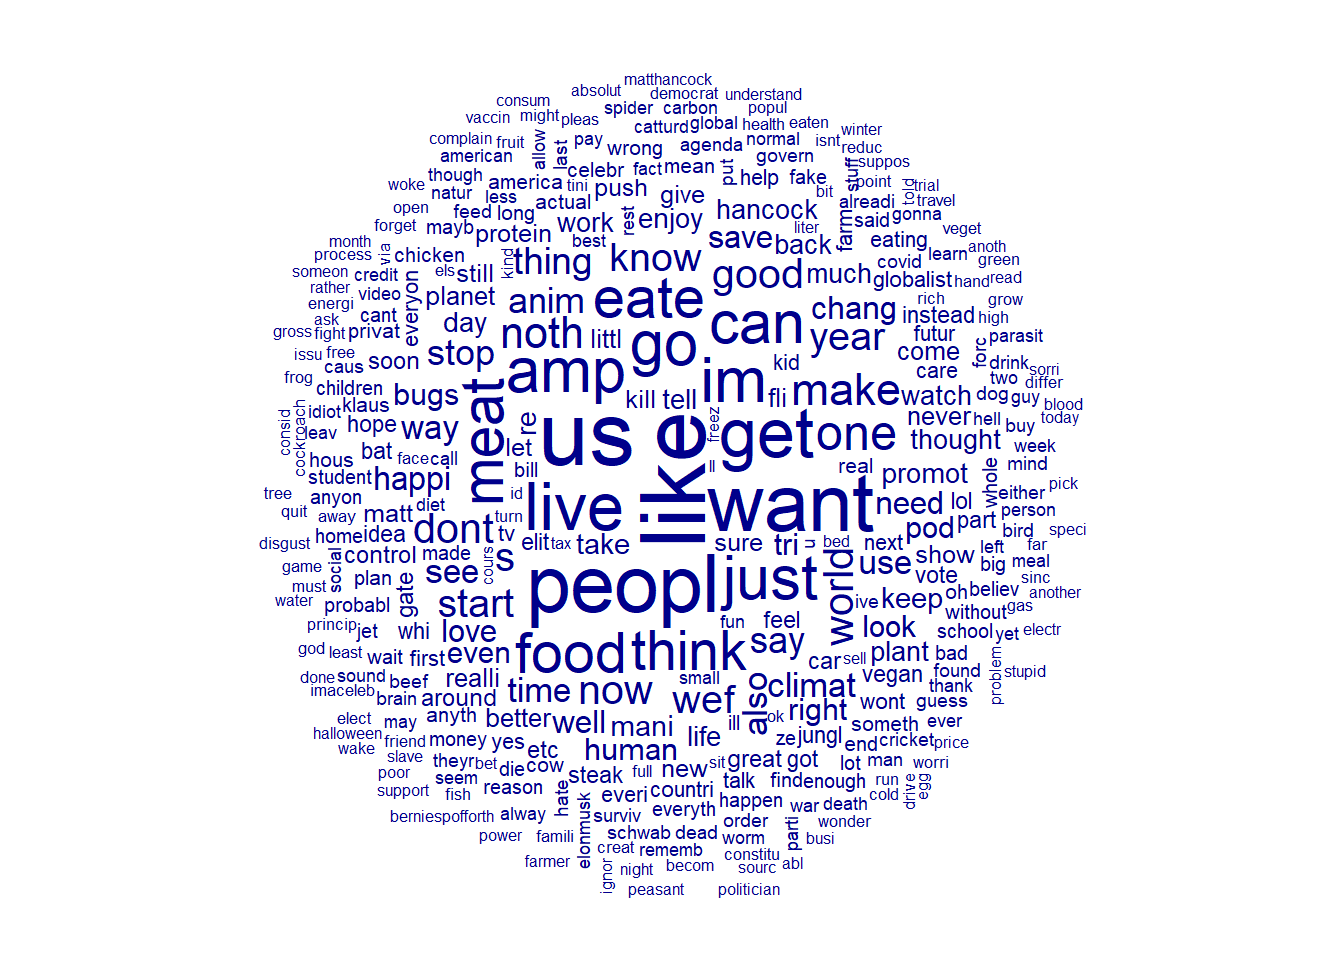 matthancock
absolut democrat understand
consum spider carbon popul
vaccin might pleas catturd global health eaten winter
complain fruit allow last pay wrong agenda normal isnt reduc
american celebr fact mean put govern stuff suppos
though america tini push give help fake bit point told trial
woke natur less actual rest enjoy hancock farm alreadi travel
open feed long work liter said gonna
forget mayb protein best save back eating veget
month via chicken kind thing know good much covid learn anoth
process els still globalist green
someon credit everyon planet anim eate can chang rich hand read
rather video instead grow
energi cant day noth littl go year futur high
ask privat forc parasit
gross fight stop come drink
issu free soon amp im kid care two sorri
caus children bugs meat kill tell fli make watch dog differ
frog klaus way re us like freez get one never hell guy blood
idiot hope thought buy today
consid leav bat let week
cockroach hous face call bill ll real promot whole mind
student happi id live want need lol either pick
tree anyon diet person
quit away matt turn pod part bird speci
disgust home idea dont tv elit tax take sure tri u bed next left far
social control made s cours world use show big meal
game plan see peopl just vote believ sinc
must gate start ive keep oh another
water probabl without gas
princip jet whi love fun feel look school yet electr
god least wait first even food think say car sell plant bad problem stupid
done sound realli small vegan found
imaceleb beef time now wef also climat thank
brain around right wont guess
elect may anyth better well mani ill ok someth ever
halloween friend money yes life ze jungl end cricket price
wake slave theyr bet etc human great got lot man worri
poor seem die cow steak full new sit talk find enough run drive egg
support fish reason hate everi countri happen war death cold
berniespofforth alway elonmusk surviv everyth order parti wonder
power famili schwab dead worm busi
creat rememb constitu
farmer ignor night becom sourc abl
peasant politician